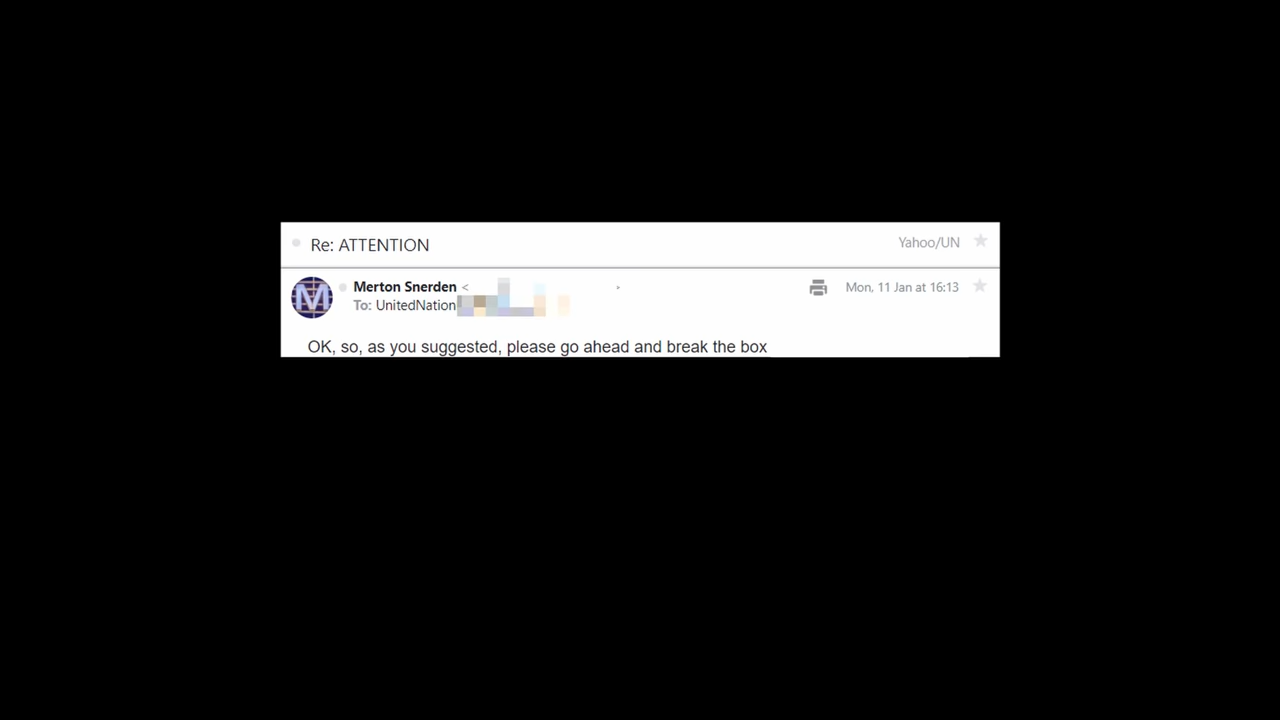 Re: ATTENTION
Yahoo/UN
M
Merton Snerden < >
Mon, 11 Jan at 16:13
To: UnitedNation
OK, so, as you suggested, please go ahead and break the box